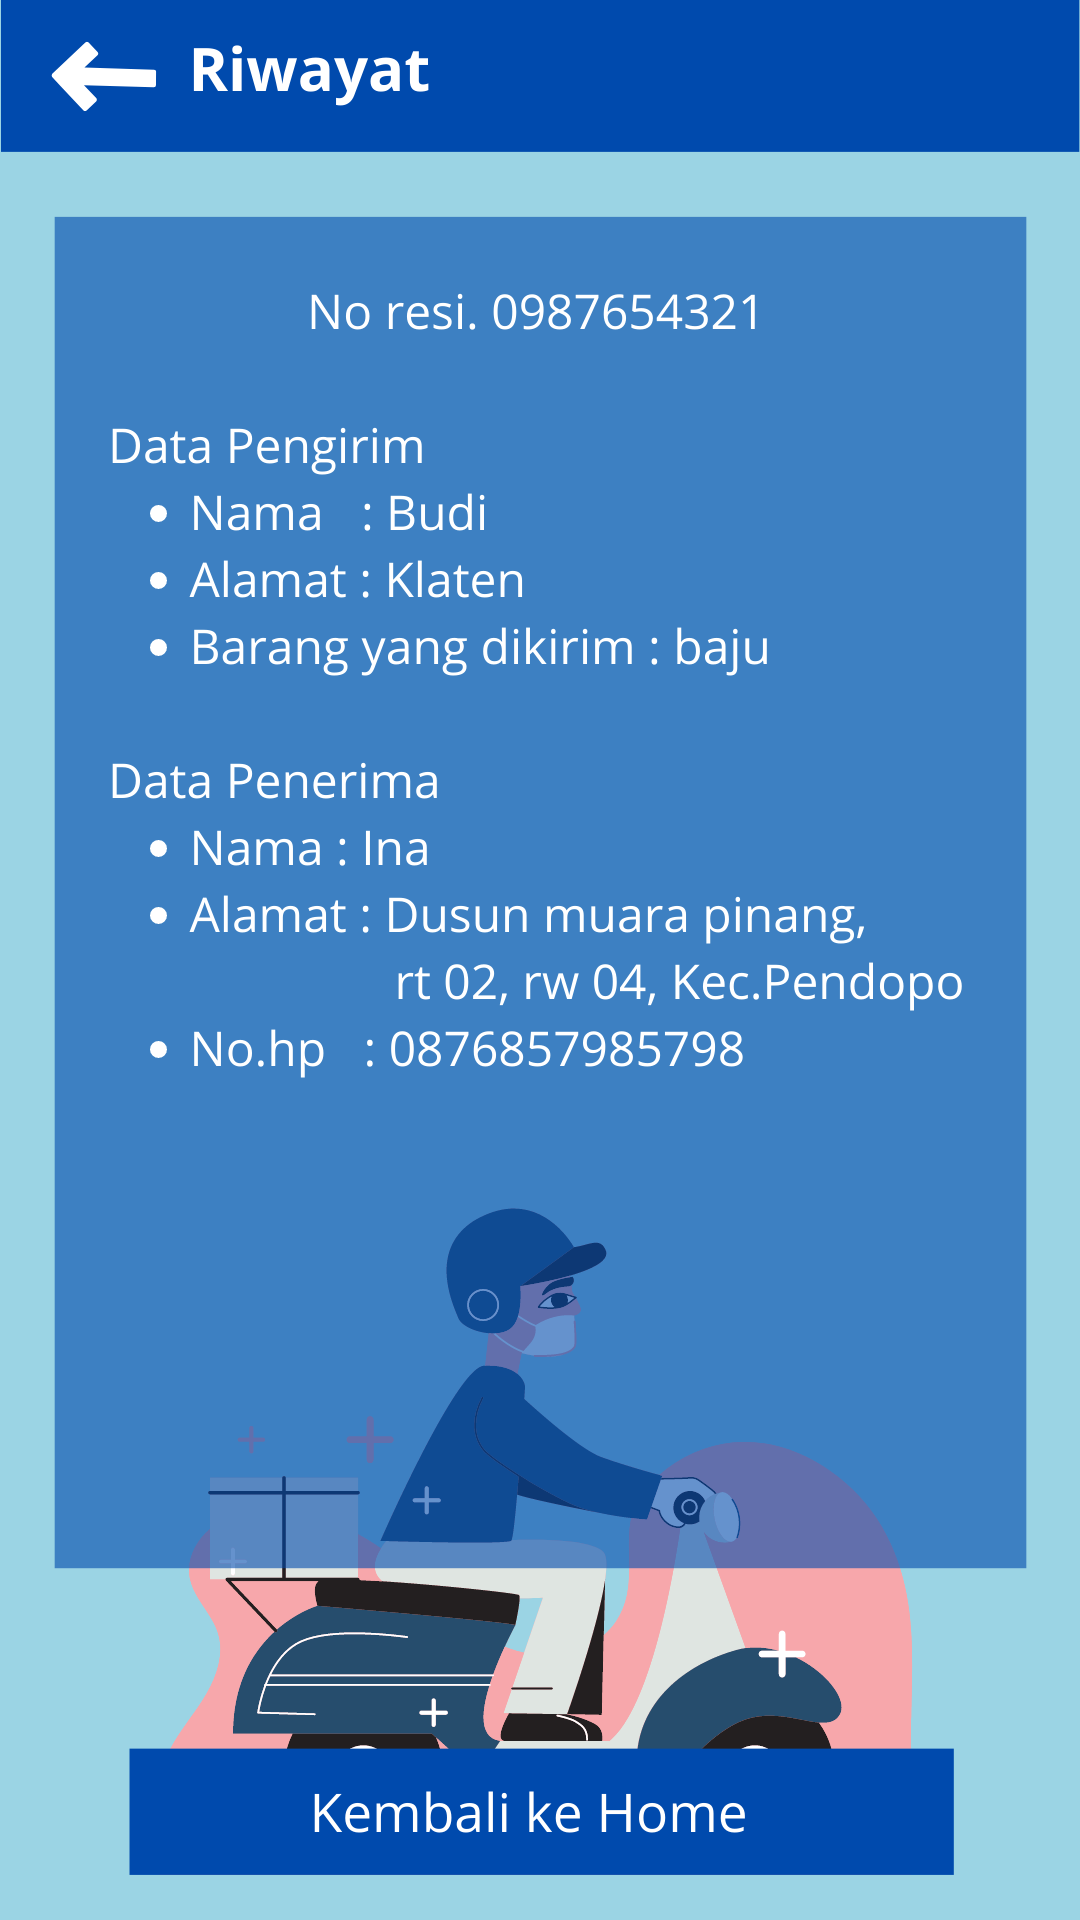 Riwayat
No resi. 0987654321
Data Pengirim
• Nama : Budi
• Alamat : Klaten
• Barang yang dikirim : baju
Data Penerima
• Nama : Ina
• Alamat : Dusun muara pinang,
rt 02, rw 04, Kec.Pendopo
• No.hp : 0876857985798
Kembali ke Home